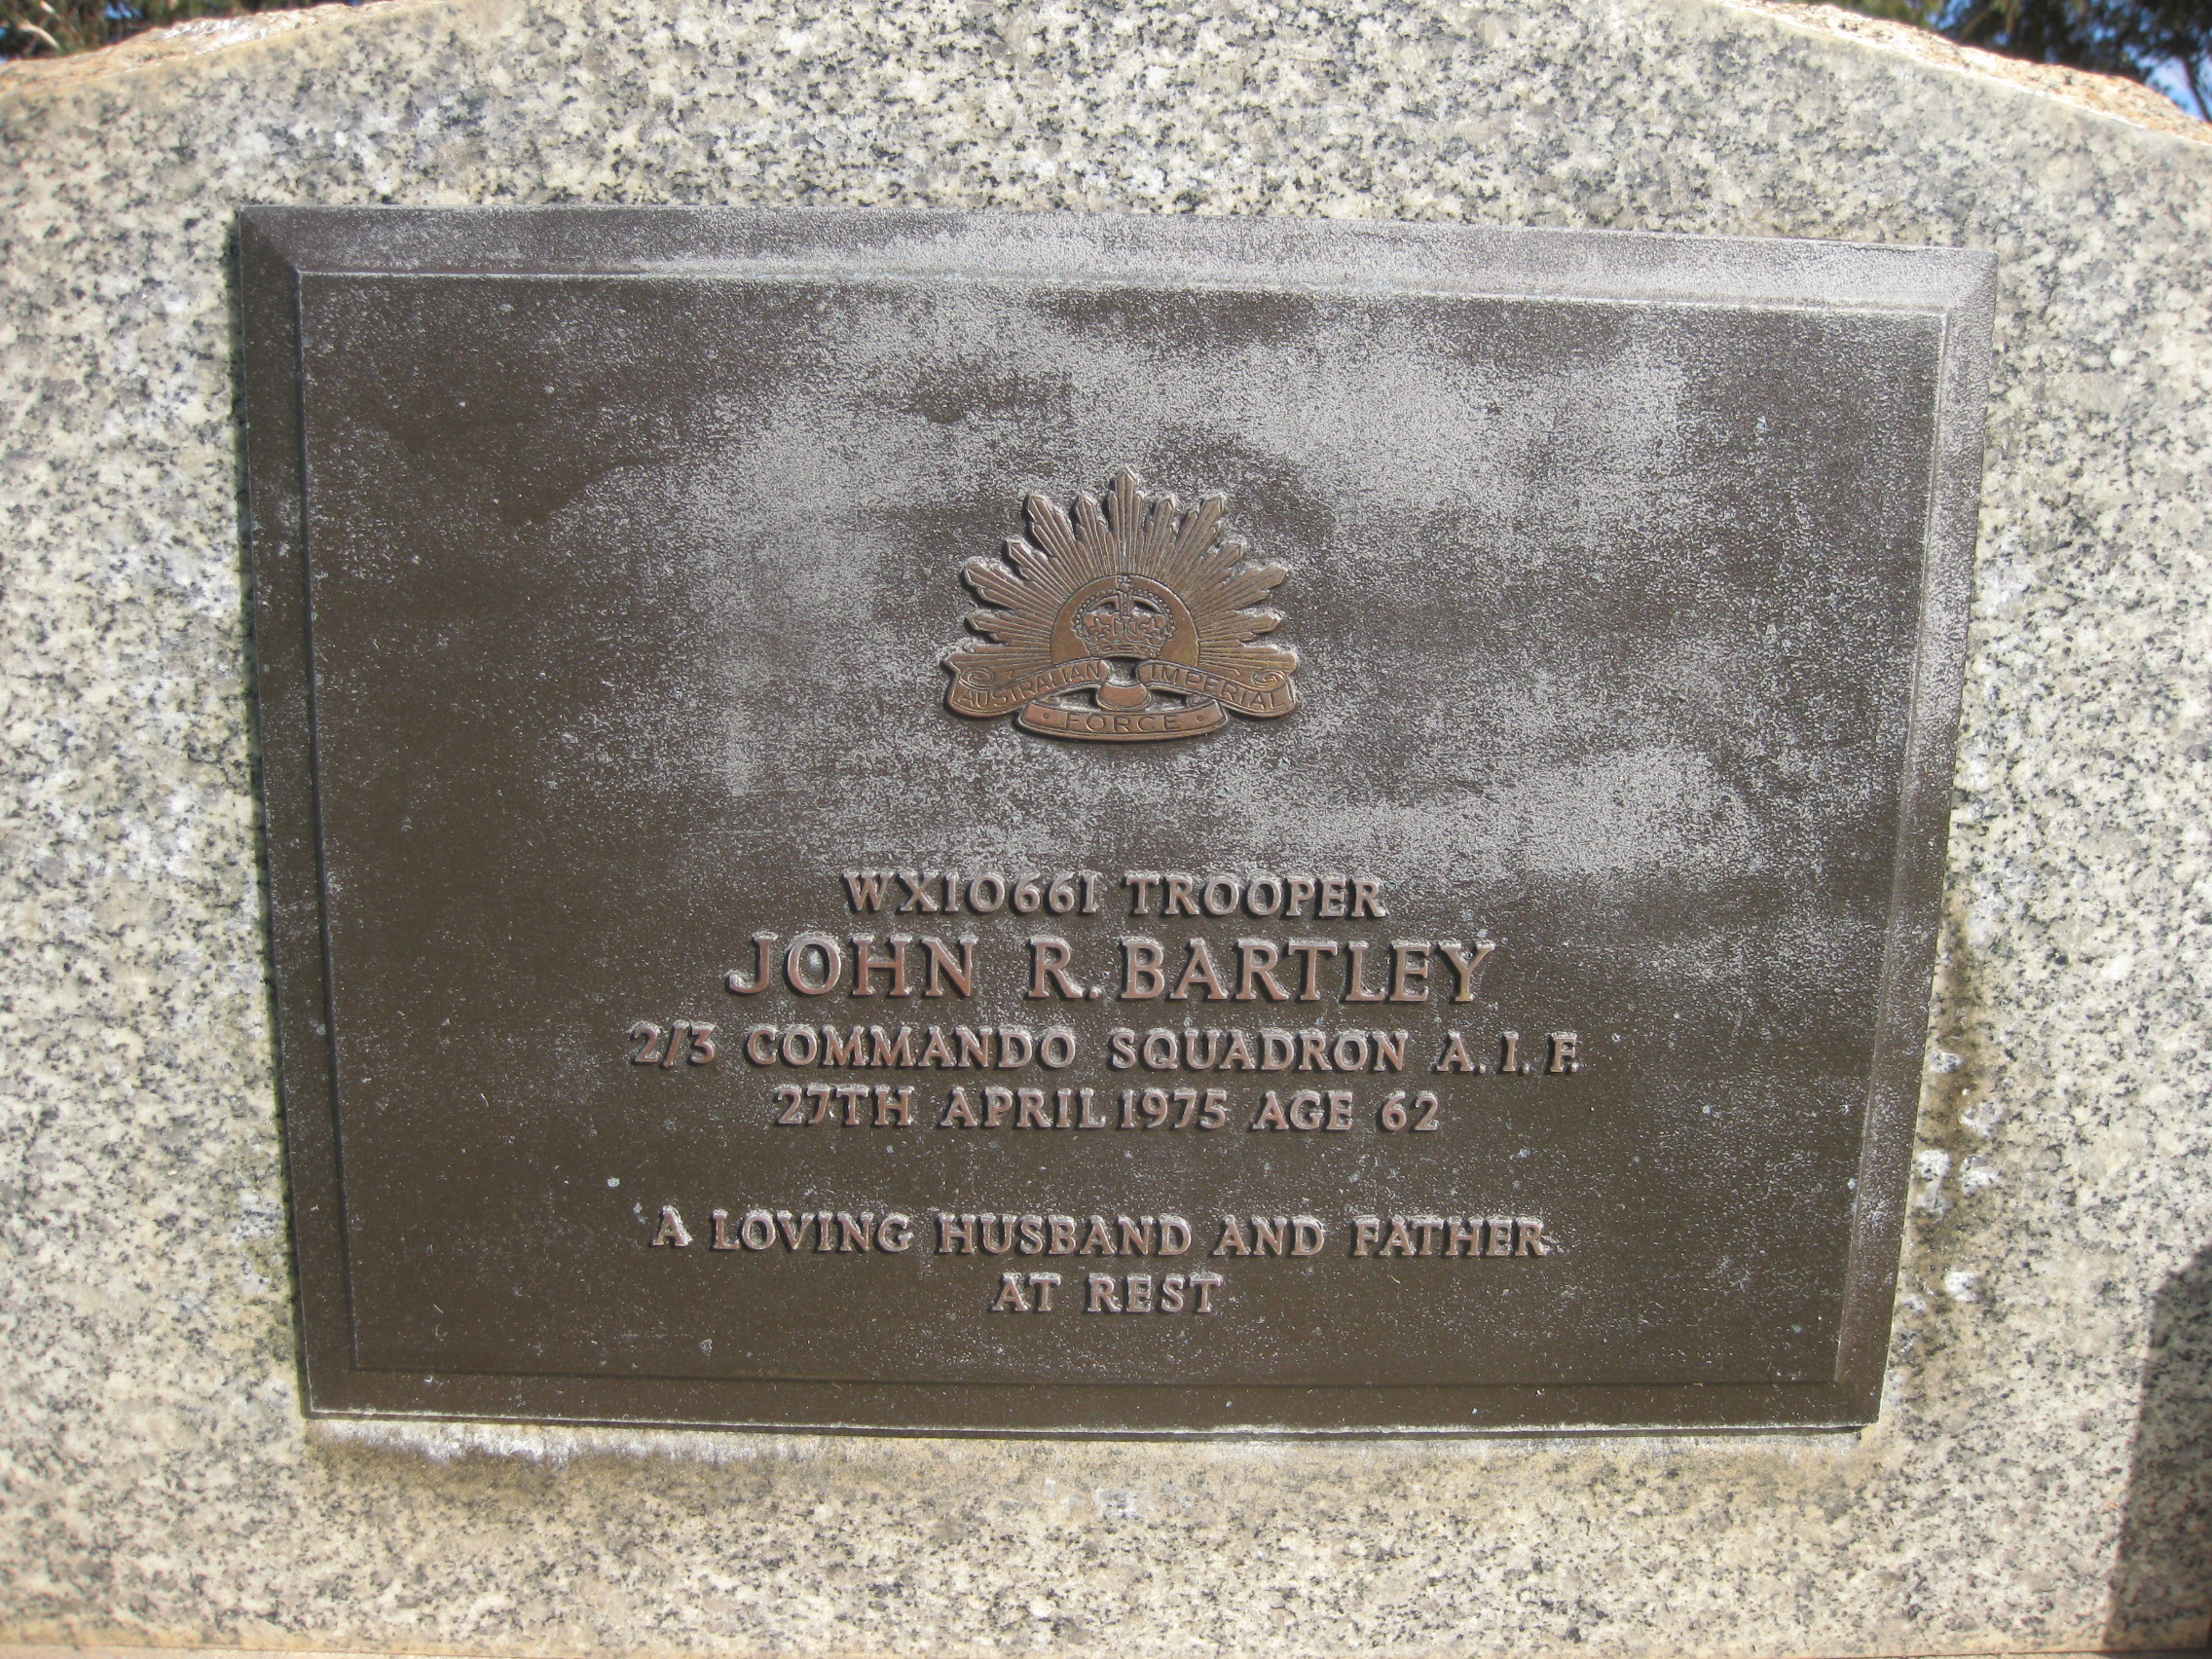 AUSTRALIAN IMPERIAL
FORCE
WX10661 TROOPER
JOHN R. BARTLEY
2/3 COMMANDO SQUADRON A.I.F.
27TH APRIL 1975 AGE 62
A LOVING HUSBAND AND FATHER
AT REST